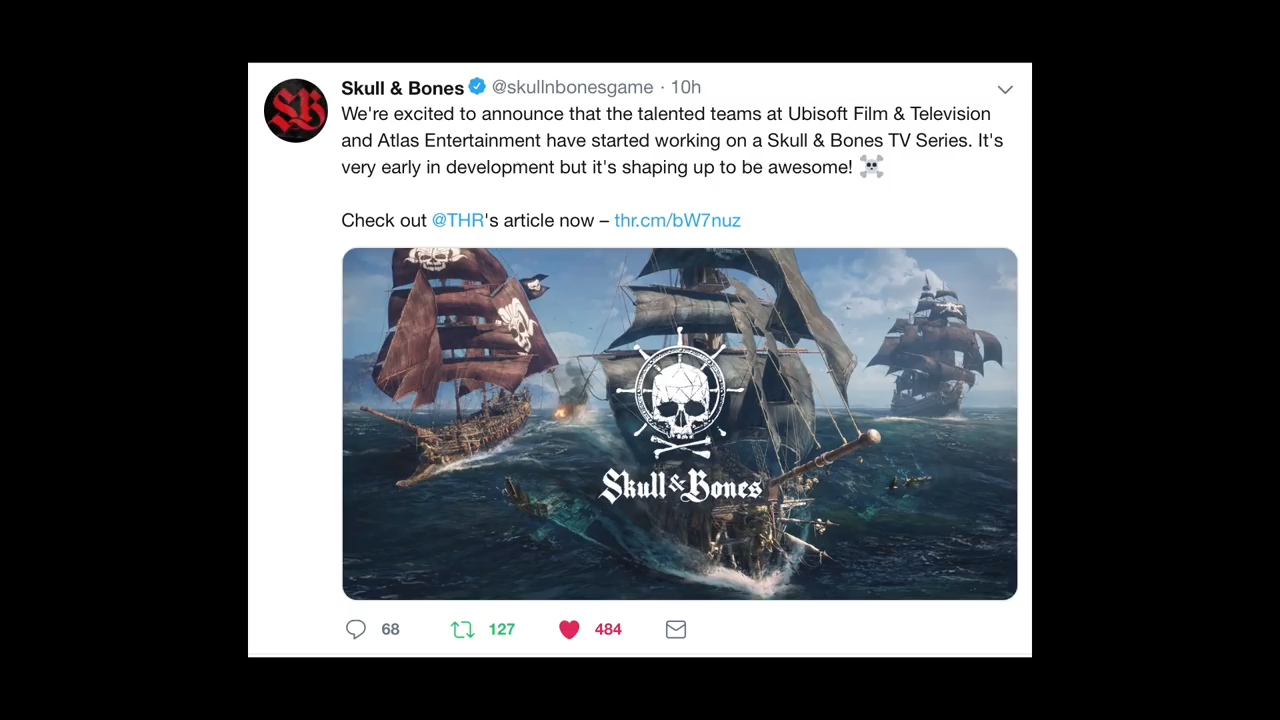 Skull & Bones @skullnbonesgame · 10h
We're excited to announce that the talented teams at Ubisoft Film & Television
and Atlas Entertainment have started working on a Skull & Bones TV Series. It's
very early in development but it's shaping up to be awesome! ☠️
Check out @THR's article now – thr.cm/bW7nuz
Skull & Bones
68 127 484